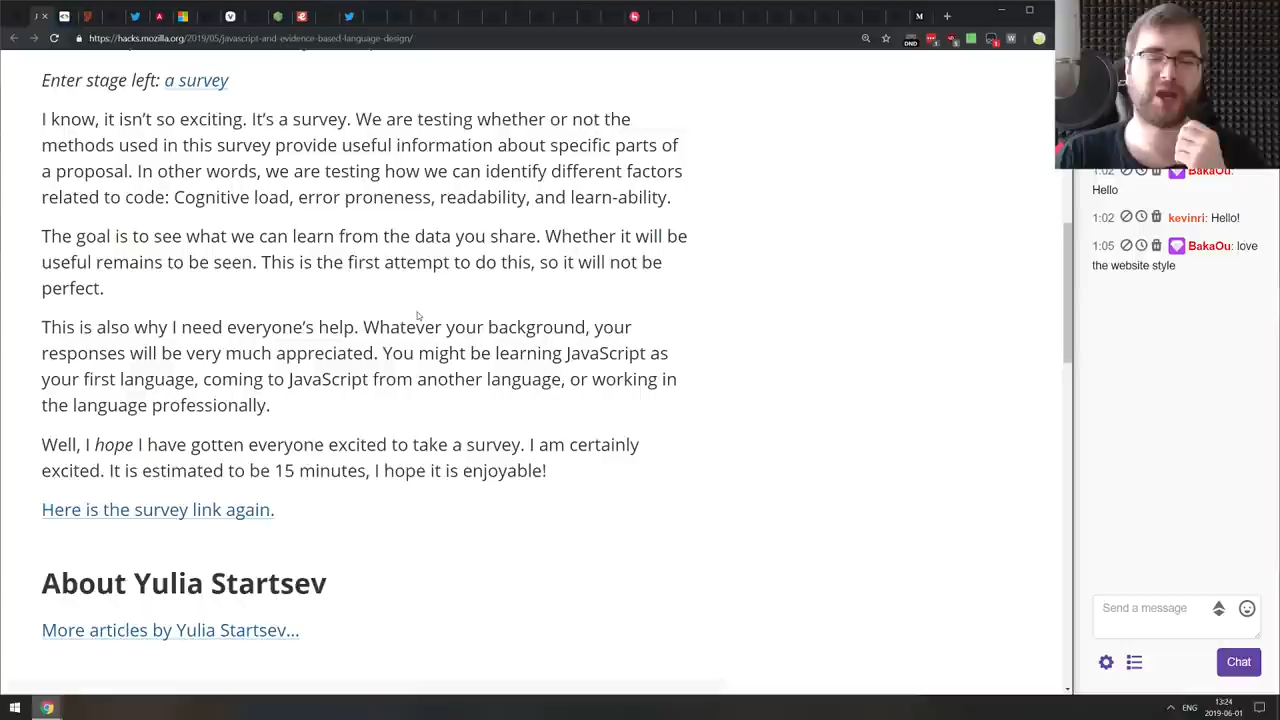 https://hacks.mozilla.org/2019/05/javascript-and-evidence-based-language-design/
DND
Enter stage left: a survey
I know, it isn't so exciting. It's a survey. We are testing whether or not the
methods used in this survey provide useful information about specific parts of
a proposal. In other words, we are testing how we can identify different factors
related to code: Cognitive load, error proneness, readability, and learn-ability.
The goal is to see what we can learn from the data you share. Whether it will be
useful remains to be seen. This is the first attempt to do this, so it will not be
perfect.
This is also why I need everyone's help. Whatever your background, your
responses will be very much appreciated. You might be learning JavaScript as
your first language, coming to JavaScript from another language, or working in
the language professionally.
Well, I hope I have gotten everyone excited to take a survey. I am certainly
excited. It is estimated to be 15 minutes, I hope it is enjoyable!
Here is the survey link again.
About Yulia Startsev
More articles by Yulia Startsev...
1:02 BakaOu:
Hello
1:02 kevinri: Hello!
1:05 BakaOu: love
the website style
Send a message
Chat
ENG
13:24
2019-06-01